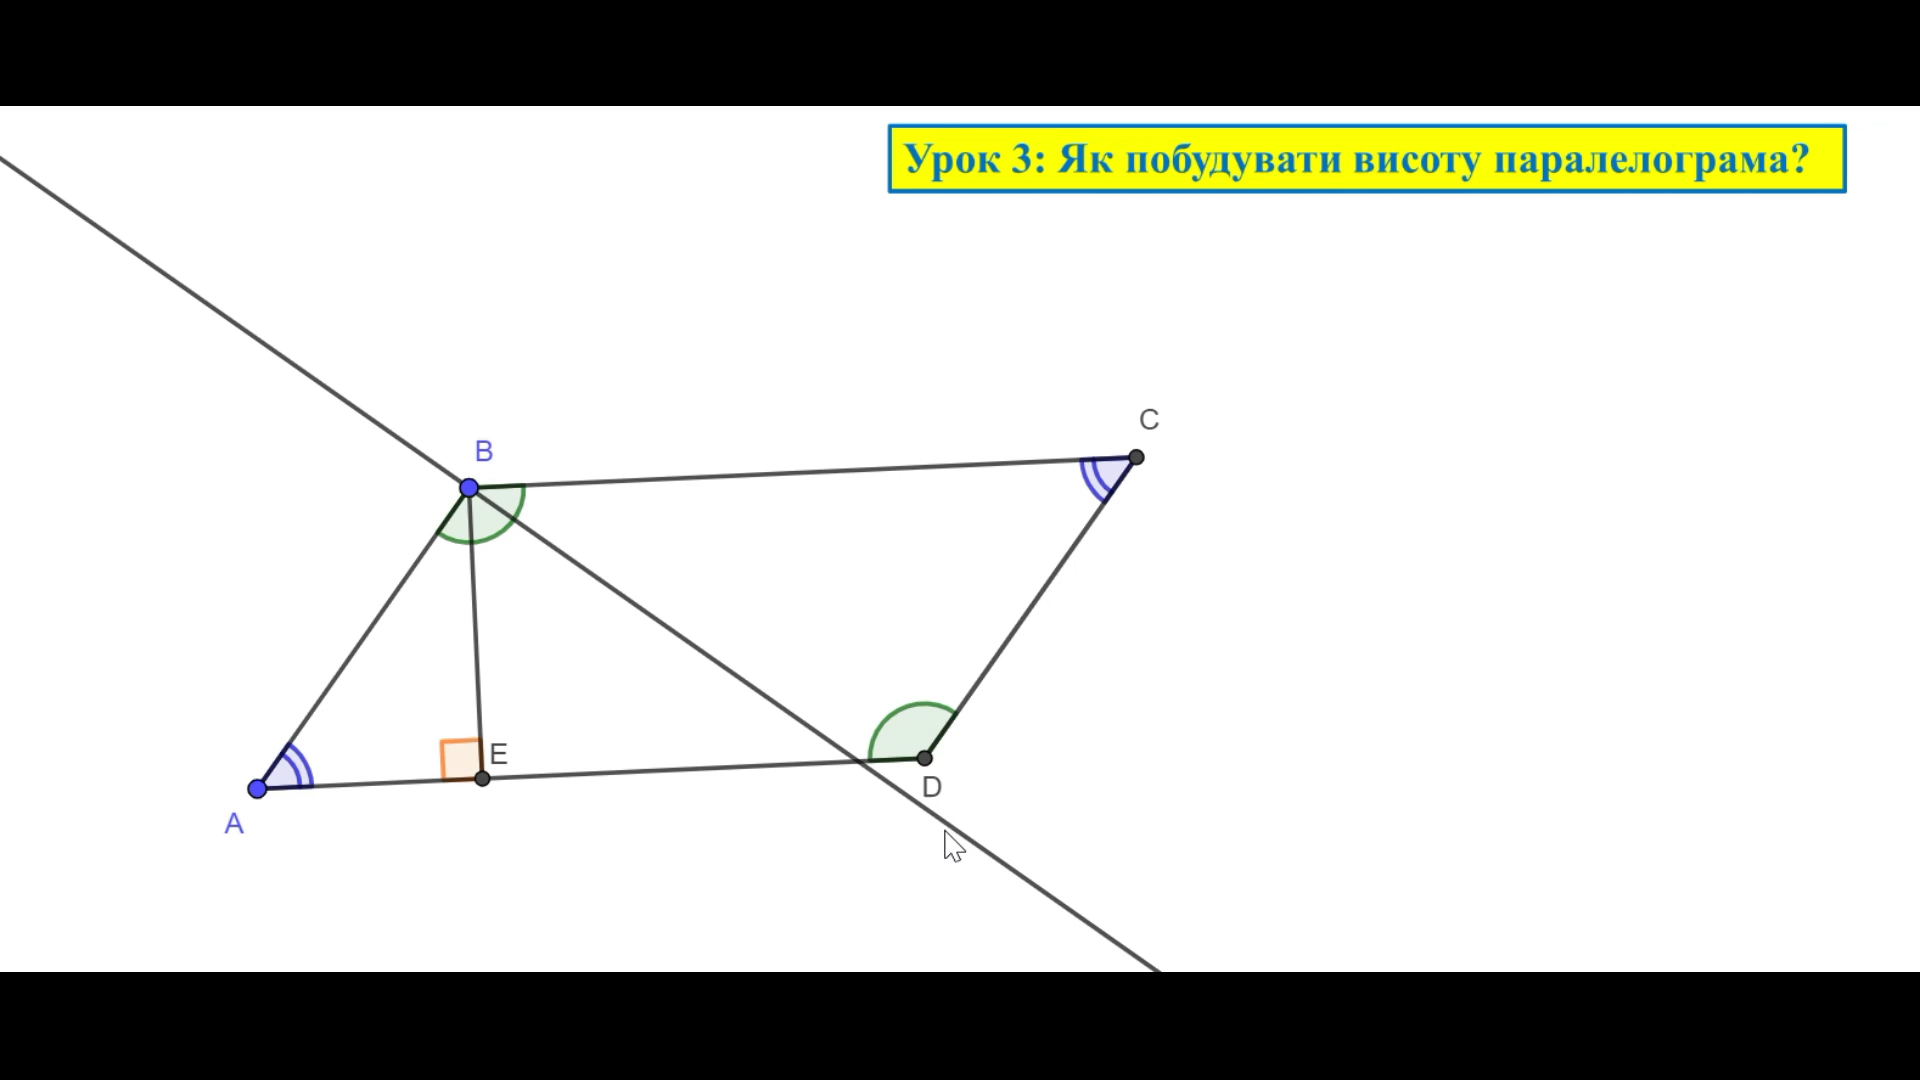 Урок 3: Як побудувати висоту паралелограма?
C
B
E
D
A